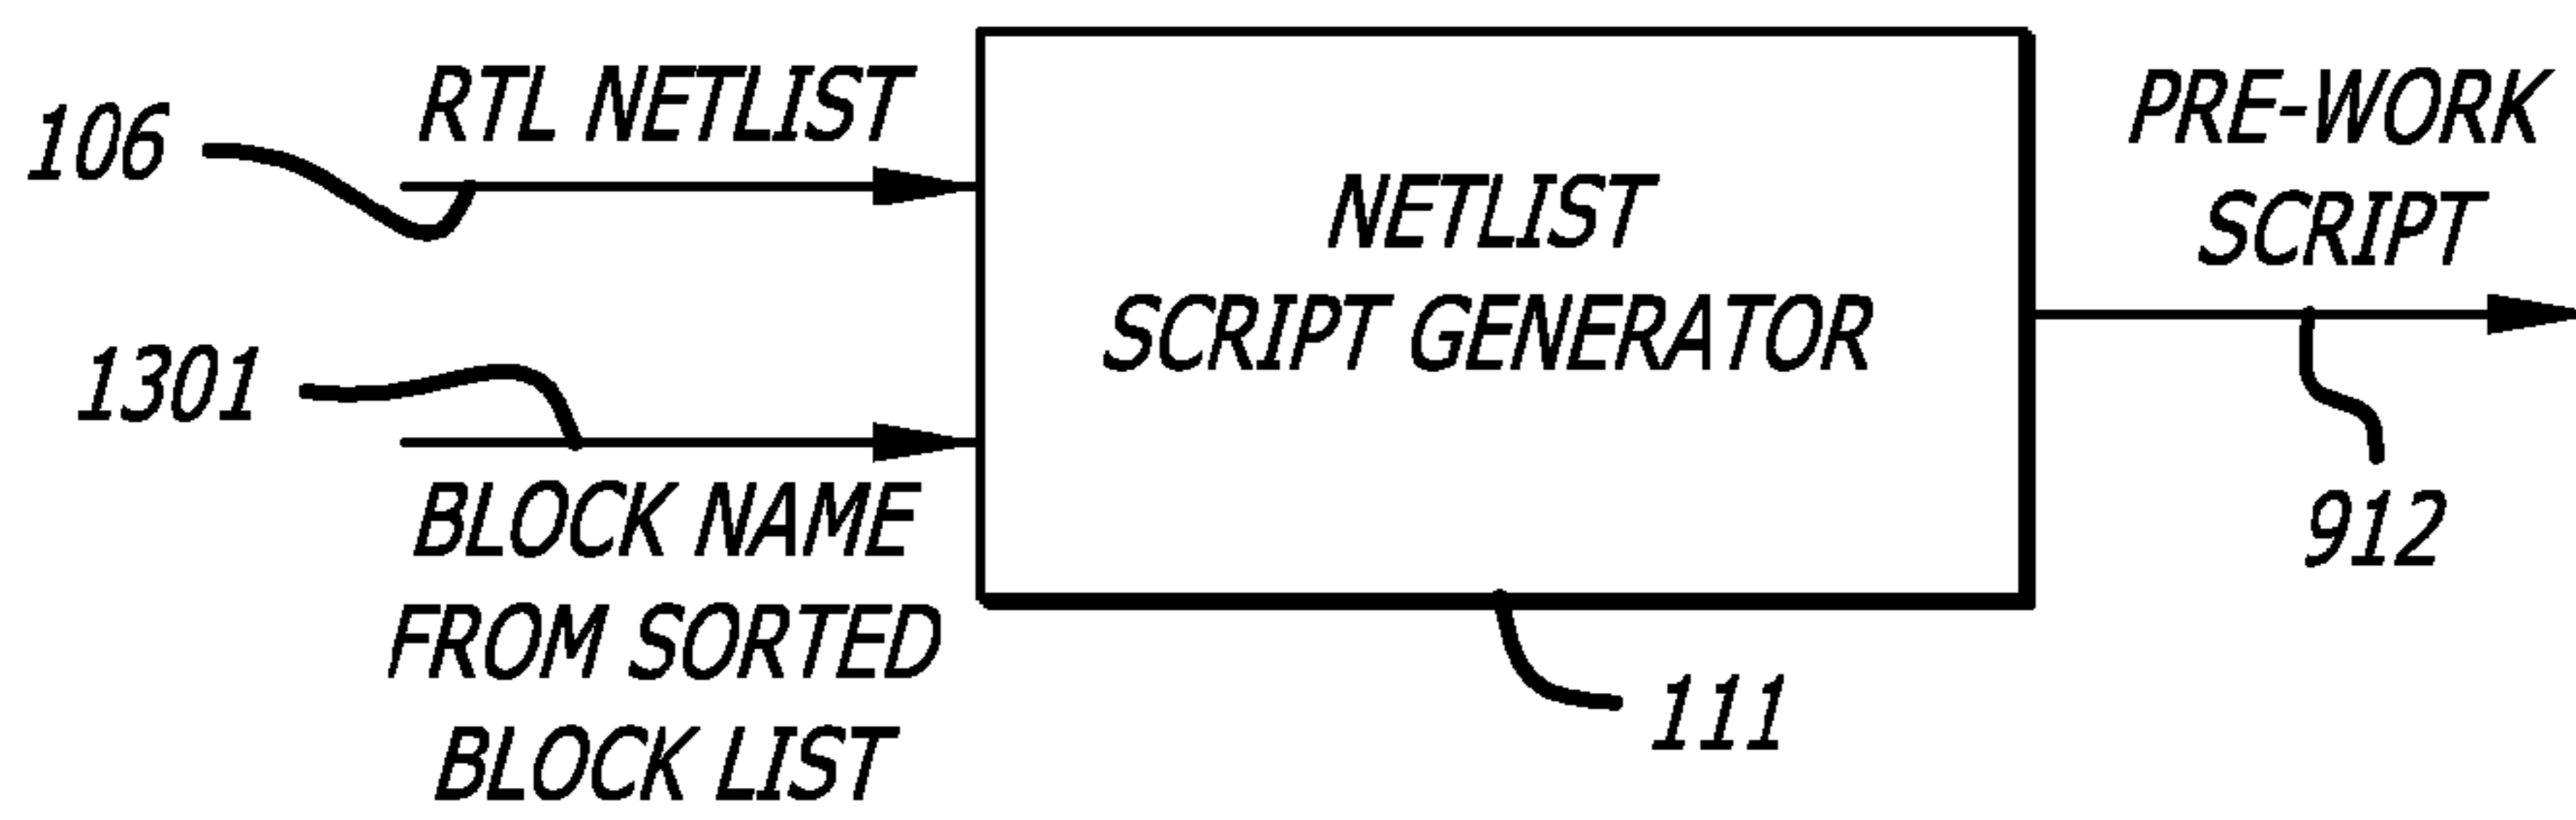 106
RTL NETLIST
1301
BLOCK NAME
FROM SORTED
BLOCK LIST
NETLIST
SCRIPT GENERATOR
111
PRE-WORK
SCRIPT
912